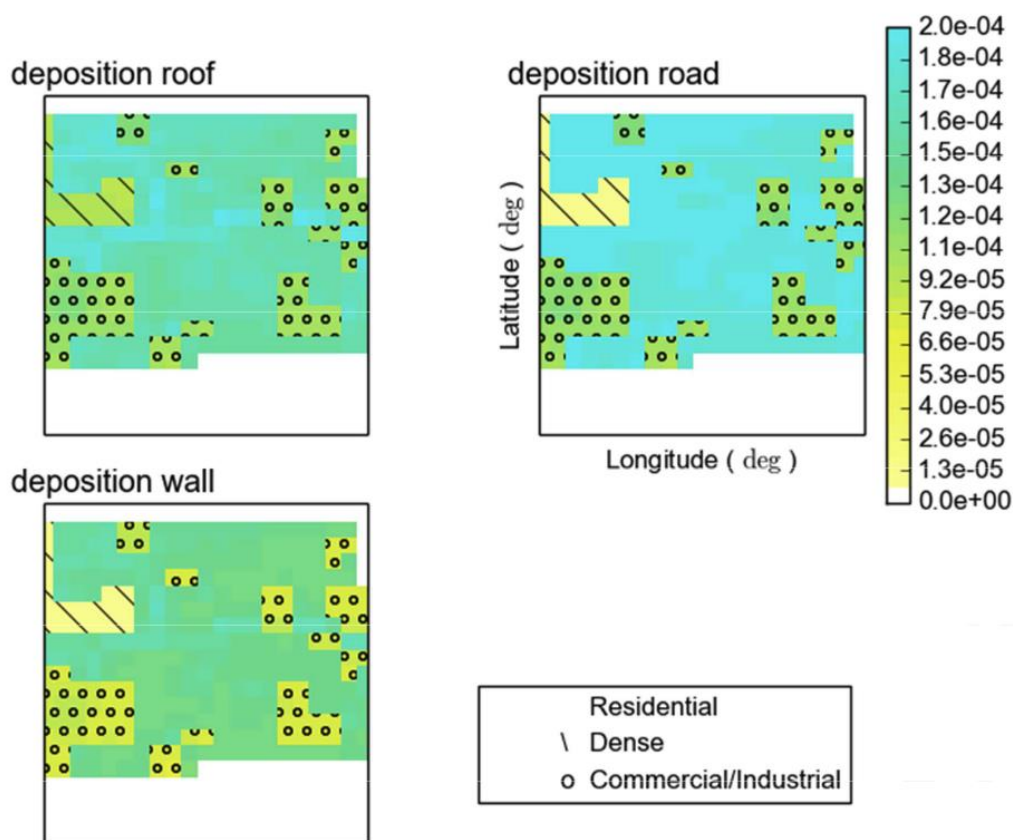 deposition roof
deposition road
Latitude ( deg )
Longitude ( deg )
2.0e-04
1.8e-04
1.7e-04
1.6e-04
1.5e-04
1.3e-04
1.2e-04
1.1e-04
9.2e-05
7.9e-05
6.6e-05
5.3e-05
4.0e-05
2.6e-05
1.3e-05
0.0e+00
deposition wall
Residential
\ Dense
o Commercial/Industrial